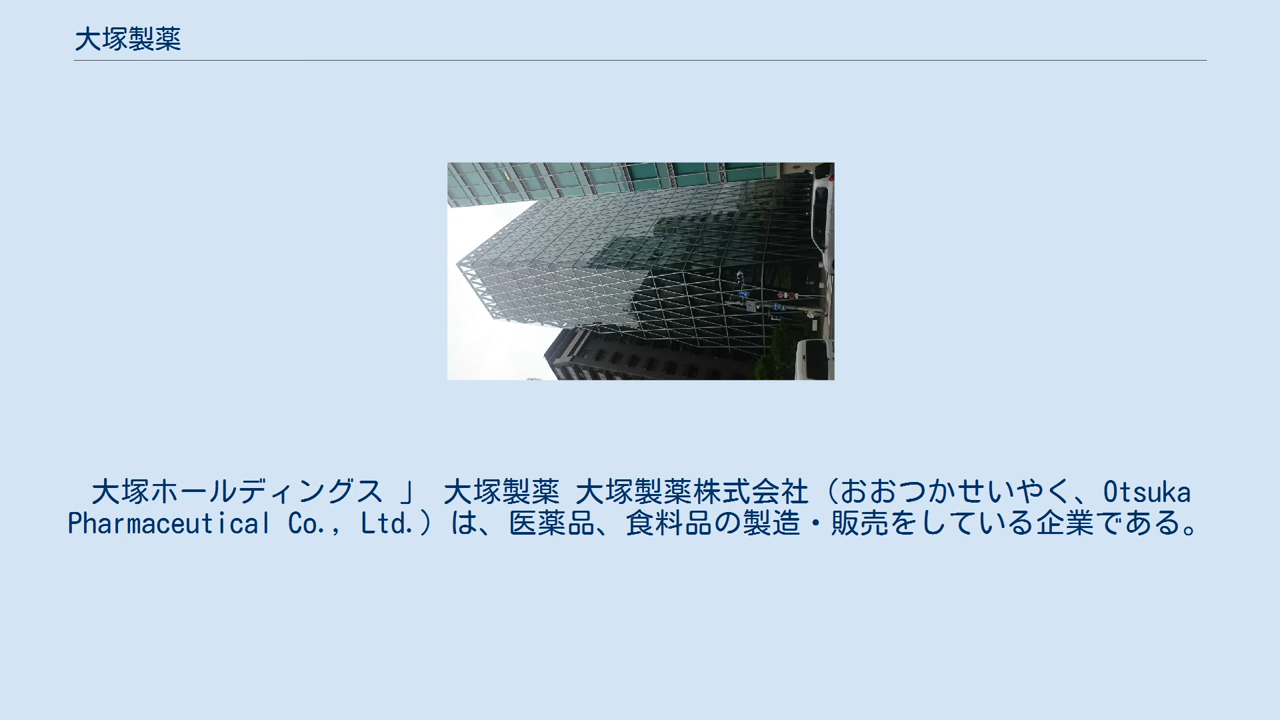 大塚製薬
大塚ホールディングス 」 大塚製薬 大塚製薬株式会社（おおつかせいやく、Otsuka
Pharmaceutical Co., Ltd.）は、医薬品、食料品の製造・販売をしている企業である。